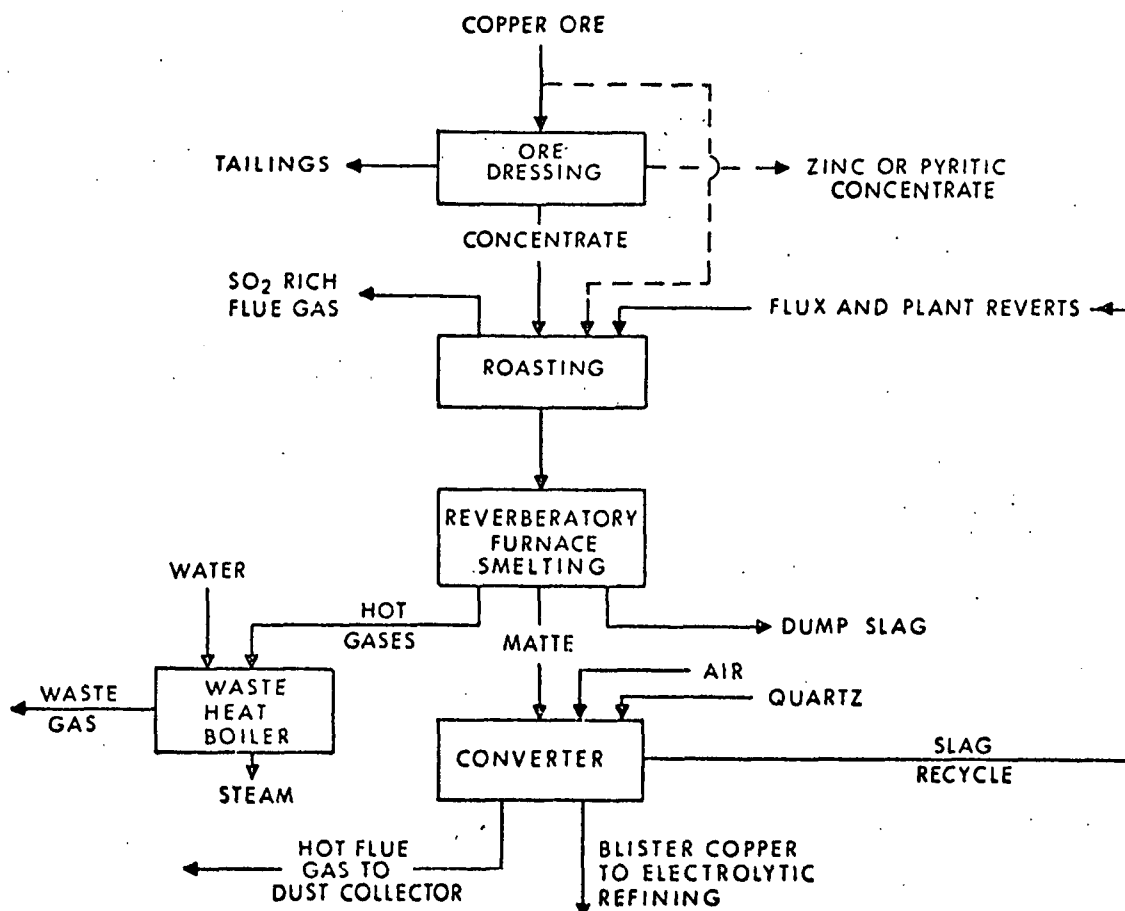 COPPER ORE
ORE
DRESSING
TAILINGS
ZINC OR PYRITIC
CONCENTRATE
CONCENTRATE
SO₂ RICH
FLUE GAS
FLUX AND PLANT REVERTS
ROASTING
REVERBERATORY
FURNACE
SMELTING
WATER
HOT
GASES
MATTE
DUMP SLAG
AIR
QUARTZ
WASTE
GAS
WASTE
HEAT
BOILER
CONVERTER
SLAG
RECYCLE
STEAM
HOT FLUE
GAS TO
DUST COLLECTOR
BLISTER COPPER
TO ELECTROLYTIC
REFINING